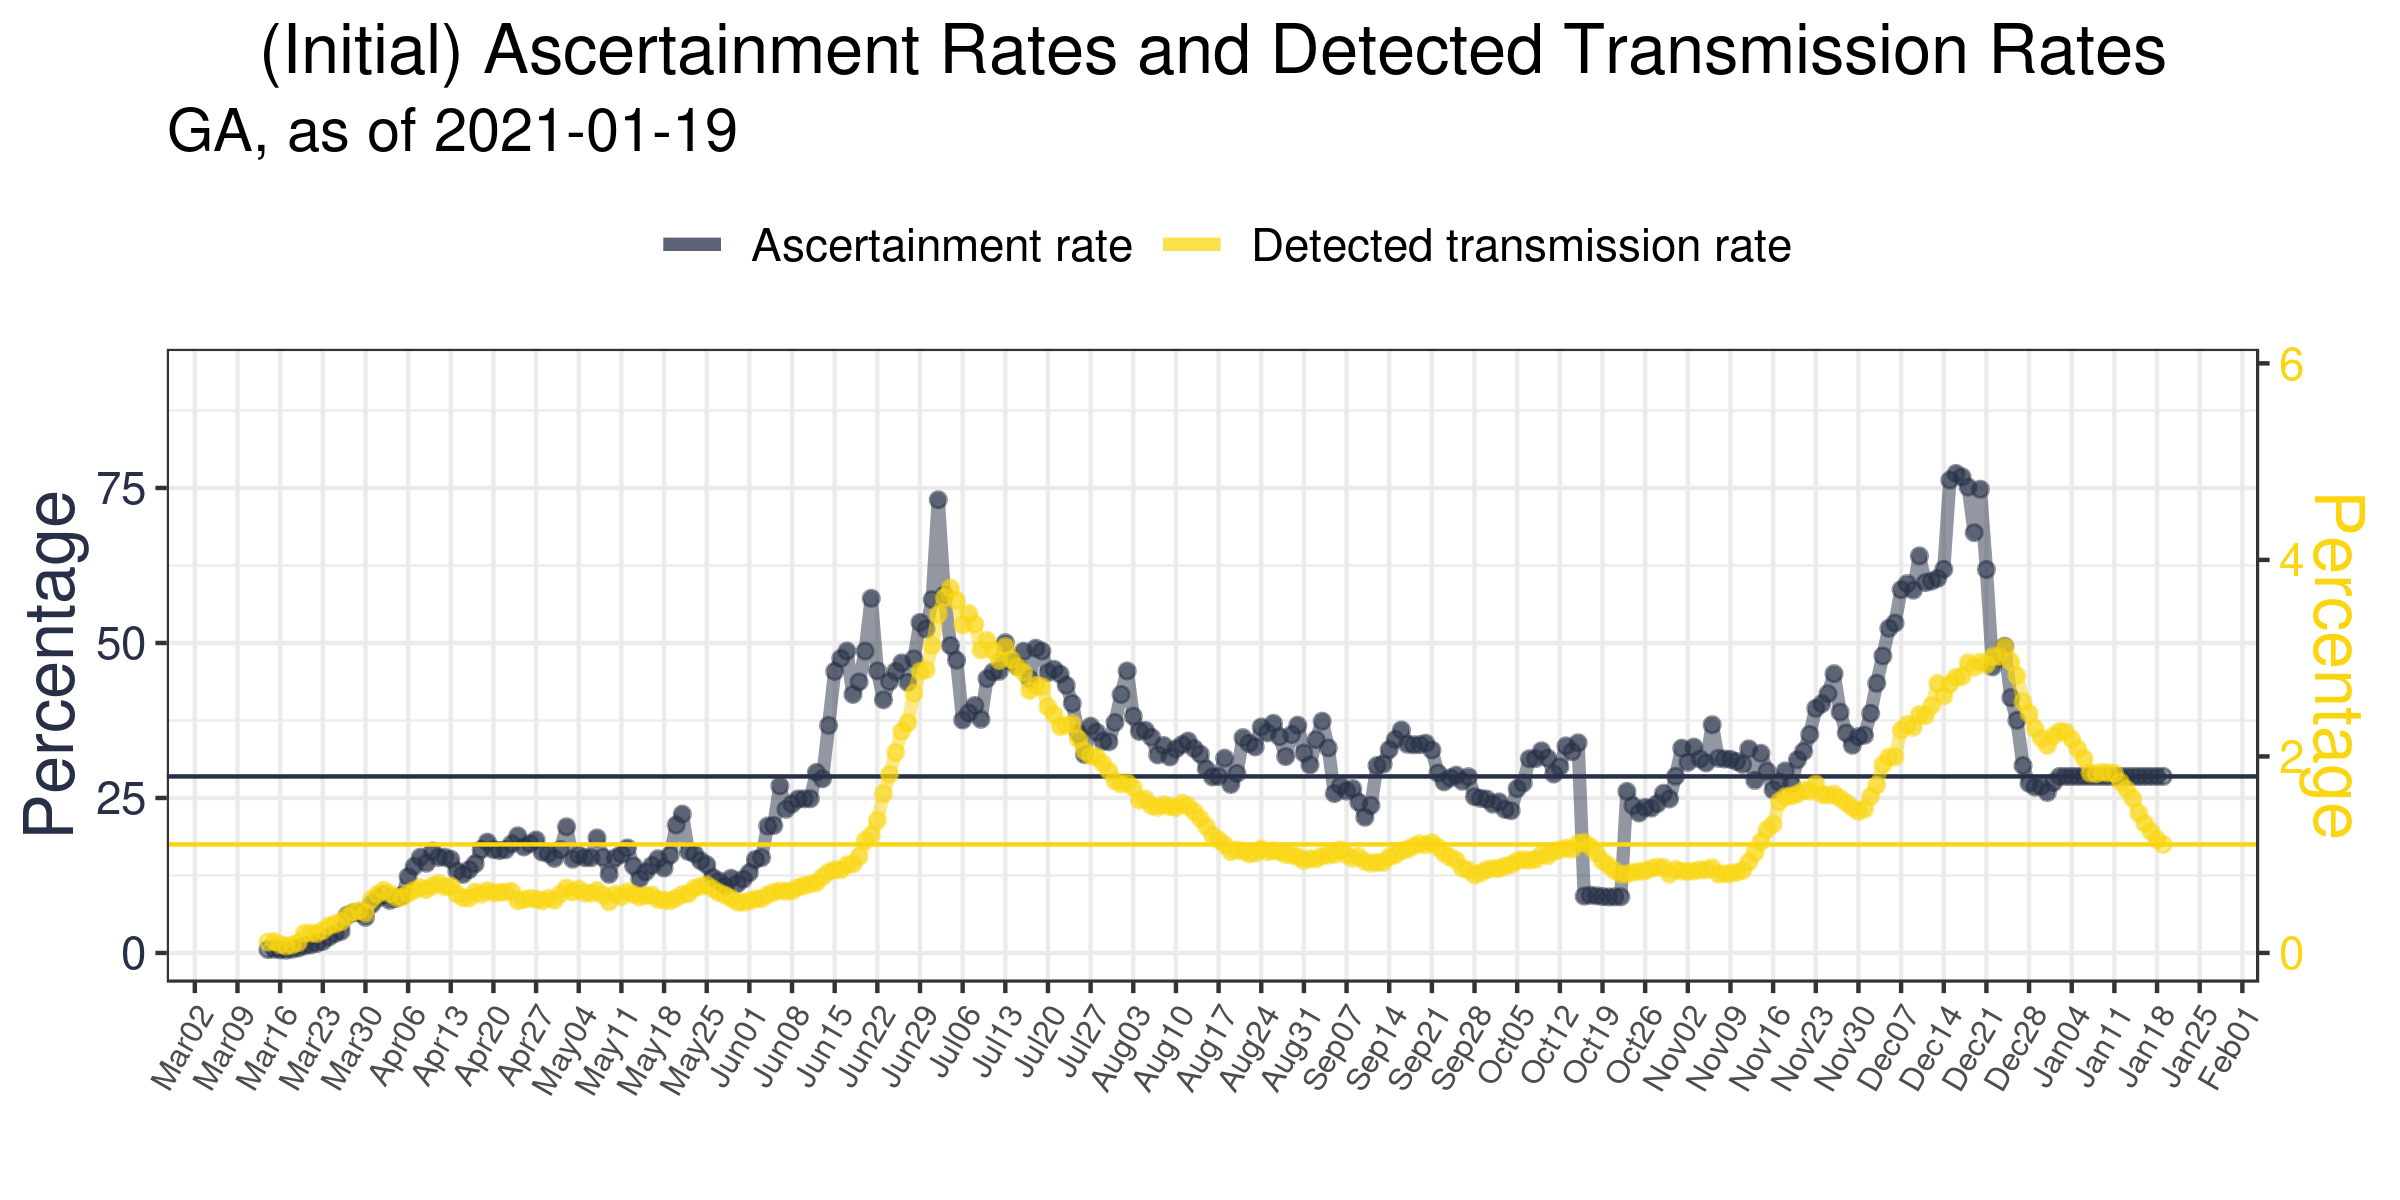 (Initial) Ascertainment Rates and Detected Transmission Rates
GA, as of 2021-01-19
Ascertainment rate Detected transmission rate
Percentage
75
50
25
0
6
4
2
0
Percentage
Mar02 Mar09 Mar16 Mar23 Mar30 Apr06 Apr13 Apr20 Apr27 May04 May11 May18 May25 Jun01 Jun08 Jun15 Jun22 Jun29 Jul06 Jul13 Jul20 Jul27 Aug03 Aug10 Aug17 Aug24 Aug31 Sep07 Sep14 Sep21 Sep28 Oct05 Oct12 Oct19 Oct26 Nov02 Nov09 Nov16 Nov23 Nov30 Dec07 Dec14 Dec21 Dec28 Jan04 Jan11 Jan18 Jan25 Feb01